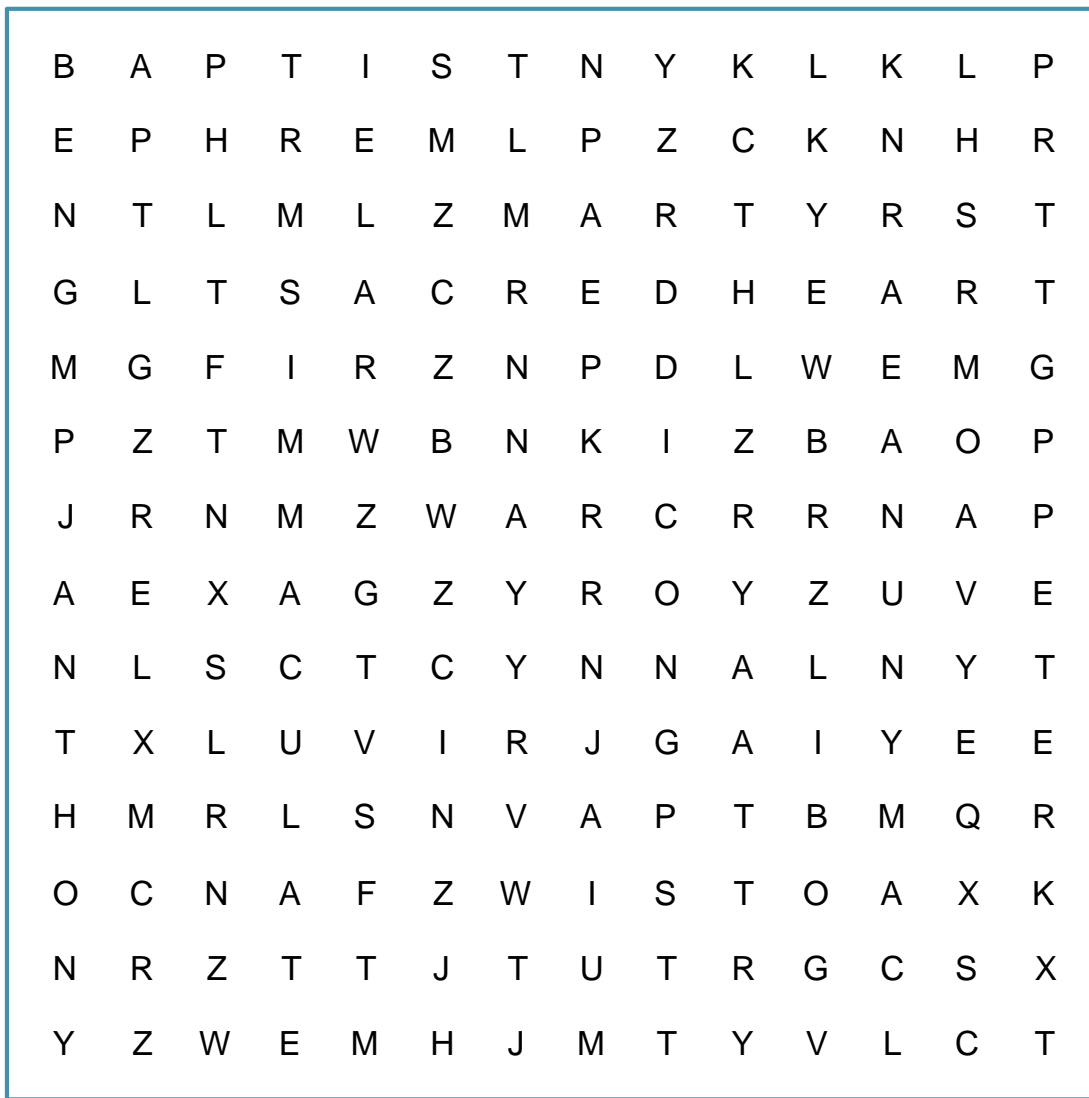 B A P T I S T N Y K L K L P
E P H R E M L P Z C K N H R
N T L M L Z M A R T Y R S T
G L T S A C R E D H E A R T
M G F I R Z N P D L W E M G
P Z T M W B N K I Z B A O P
J R N M Z W A R C R R N A P
A E X A G Z Y R O Y Z U V E
N L S C T C Y N N A L N Y T
T X L U V I R J G A I Y E E
H M R L S N V A P T B M Q R
O C N A F Z W I S T O A X K
N R Z T T J T U T R G C S X
Y Z W E M H J M T Y V L C T